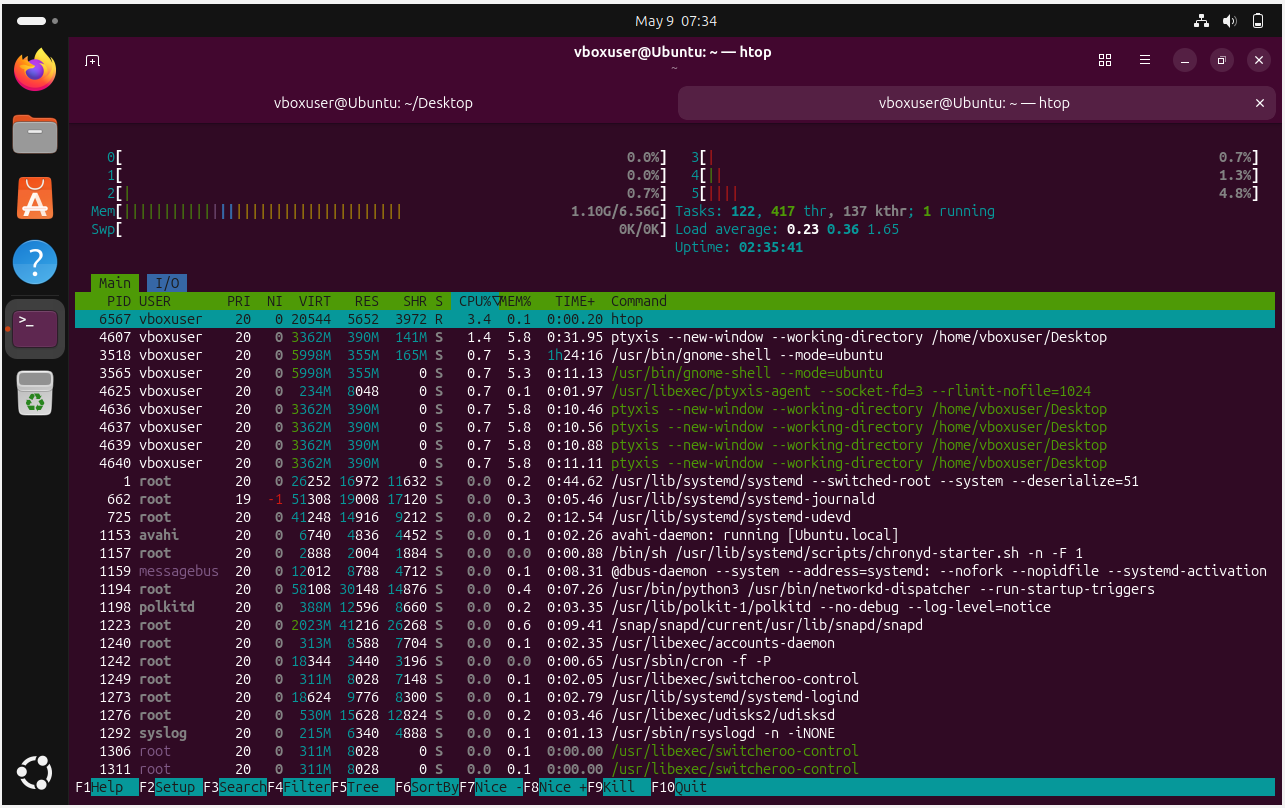 May 9 07:34
vboxuser@Ubuntu: ~ — htop
~
vboxuser@Ubuntu: ~/Desktop
vboxuser@Ubuntu: ~ — htop
0[ 0.0%] 3[| 0.7%]
1[ 0.0%] 4[|| 1.3%]
2[| 0.7%] 5[|||| 4.8%]
Mem[||||||||||||||||||||||||||||||||||| 1.10G/6.56G] Tasks: 122, 417 thr, 137 kthr; 1 running
Swp[ 0K/0K] Load average: 0.23 0.36 1.65
Uptime: 02:35:41
Main I/O
PID USER PRI NI VIRT RES SHR S CPU%▽MEM% TIME+ Command
6567 vboxuser 20 0 20544 5652 3972 R 3.4 0.1 0:00.20 htop
4607 vboxuser 20 0 3362M 390M 141M S 1.4 5.8 0:31.95 ptyxis --new-window --working-directory /home/vboxuser/Desktop
3518 vboxuser 20 0 5998M 355M 165M S 0.7 5.3 1h24:16 /usr/bin/gnome-shell --mode=ubuntu
3565 vboxuser 20 0 5998M 355M 0 S 0.7 5.3 0:11.13 /usr/bin/gnome-shell --mode=ubuntu
4625 vboxuser 20 0 234M 8048 0 S 0.7 0.1 0:01.97 /usr/libexec/ptyxis-agent --socket-fd=3 --rlimit-nofile=1024
4636 vboxuser 20 0 3362M 390M 0 S 0.7 5.8 0:10.46 ptyxis --new-window --working-directory /home/vboxuser/Desktop
4637 vboxuser 20 0 3362M 390M 0 S 0.7 5.8 0:10.56 ptyxis --new-window --working-directory /home/vboxuser/Desktop
4639 vboxuser 20 0 3362M 390M 0 S 0.7 5.8 0:10.88 ptyxis --new-window --working-directory /home/vboxuser/Desktop
4640 vboxuser 20 0 3362M 390M 0 S 0.7 5.8 0:11.11 ptyxis --new-window --working-directory /home/vboxuser/Desktop
1 root 20 0 26252 16972 11632 S 0.0 0.2 0:44.62 /usr/lib/systemd/systemd --switched-root --system --deserialize=51
662 root 19 -1 51308 19008 17120 S 0.0 0.3 0:05.46 /usr/lib/systemd/systemd-journald
725 root 20 0 41248 14916 9212 S 0.0 0.2 0:12.54 /usr/lib/systemd/systemd-udevd
1153 avahi 20 0 6740 4836 4452 S 0.0 0.1 0:02.26 avahi-daemon: running [Ubuntu.local]
1157 root 20 0 2888 2004 1884 S 0.0 0.0 0:00.88 /bin/sh /usr/lib/systemd/scripts/chronyd-starter.sh -n -F 1
1159 messagebus 20 0 12012 8788 4712 S 0.0 0.1 0:08.31 @dbus-daemon --system --address=systemd: --nofork --nopidfile --systemd-activation
1194 root 20 0 58108 30148 14876 S 0.0 0.4 0:07.26 /usr/bin/python3 /usr/bin/networkd-dispatcher --run-startup-triggers
1198 polkitd 20 0 388M 12596 8660 S 0.0 0.2 0:03.35 /usr/lib/polkit-1/polkitd --no-debug --log-level=notice
1223 root 20 0 2023M 41216 26268 S 0.0 0.6 0:09.41 /snap/snapd/current/usr/lib/snapd/snapd
1240 root 20 0 313M 8588 7704 S 0.0 0.1 0:02.35 /usr/libexec/accounts-daemon
1242 root 20 0 18344 3440 3196 S 0.0 0.0 0:00.65 /usr/sbin/cron -f -P
1249 root 20 0 311M 8028 7148 S 0.0 0.1 0:02.05 /usr/libexec/switcheroo-control
1273 root 20 0 18624 9776 8300 S 0.0 0.1 0:02.79 /usr/lib/systemd/systemd-logind
1276 root 20 0 530M 15628 12824 S 0.0 0.2 0:03.46 /usr/libexec/udisks2/udisksd
1292 syslog 20 0 215M 6340 4888 S 0.0 0.1 0:01.13 /usr/sbin/rsyslogd -n -iNONE
1306 root 20 0 311M 8028 0 S 0.0 0.1 0:00.00 /usr/libexec/switcheroo-control
1311 root 20 0 311M 8028 0 S 0.0 0.1 0:00.00 /usr/libexec/switcheroo-control
F1Help F2Setup F3SearchF4FilterF5Tree F6SortByF7Nice -F8Nice +F9Kill F10Quit